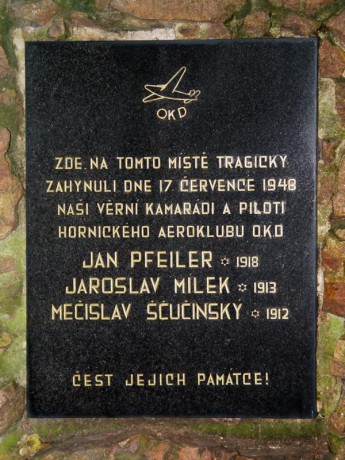 OKD
ZDE, NA TOMTO MÍSTĚ TRAGICKY
ZAHYNULI DNE 17. ČERVENCE 1948
NAŠI VĚRNÍ KAMARÁDI A PILOTI
HORNICKÉHO AEROKLUBU O.K.D
JAN PFEILER ✡ 1918
JAROSLAV MÍLEK ✡ 1913
MEČISLAV ŠČUČINSKÝ ✡ 1912
ČEST JEJICH PAMÁTCE!